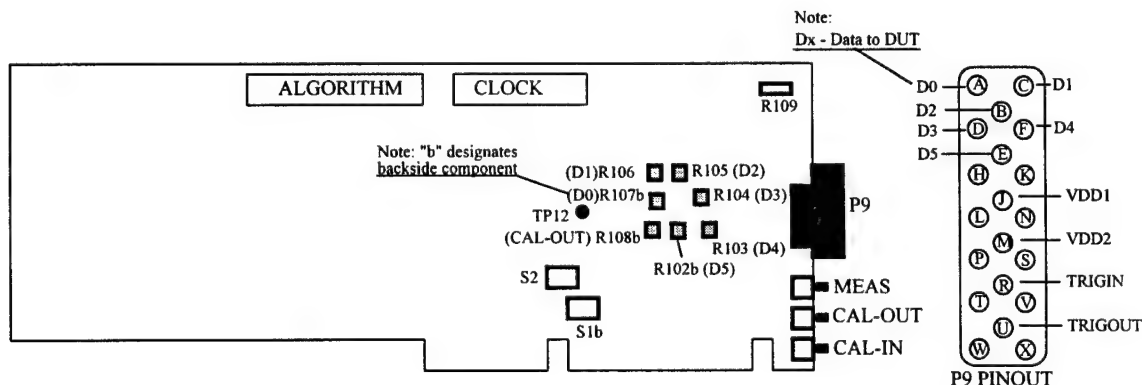 Note:
Dx - Data to DUT
ALGORITHM
CLOCK
R109
Note: "b" designates
backside component
(D1)R106
R105 (D2)
(D0)R107b
R104 (D3)
TP12
(CAL-OUT) R108b
R103 (D4)
R102b (D5)
P9
S2
S1b
MEAS
CAL-OUT
CAL-IN
D0
A
C
D1
D2
B
D3
D
F
D4
D5
E
H
K
J
VDD1
L
N
M
VDD2
P
S
R
TRIGIN
T
V
U
TRIGOUT
W
X
P9 PINOUT